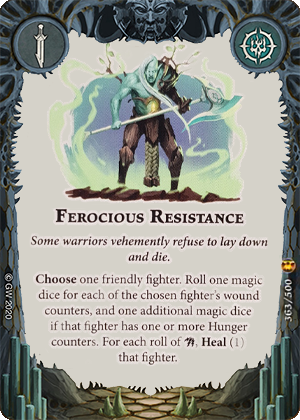 FEROCIOUS RESISTANCE
Some warriors vehemently refuse to lay down
and die.
Choose one friendly fighter. Roll one magic
dice for each of the chosen fighter's wound
counters, and one additional magic dice
if that fighter has one or more Hunger
counters. For each roll of , Heal (1)
that fighter.
© GW 2020
363/500